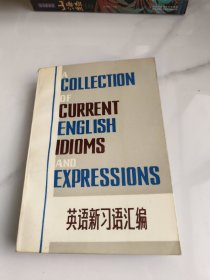 A
COLLECTION
OF
CURRENT
ENGLISH
IDIOMS
AND
EXPRESSIONS
英语新习语汇编